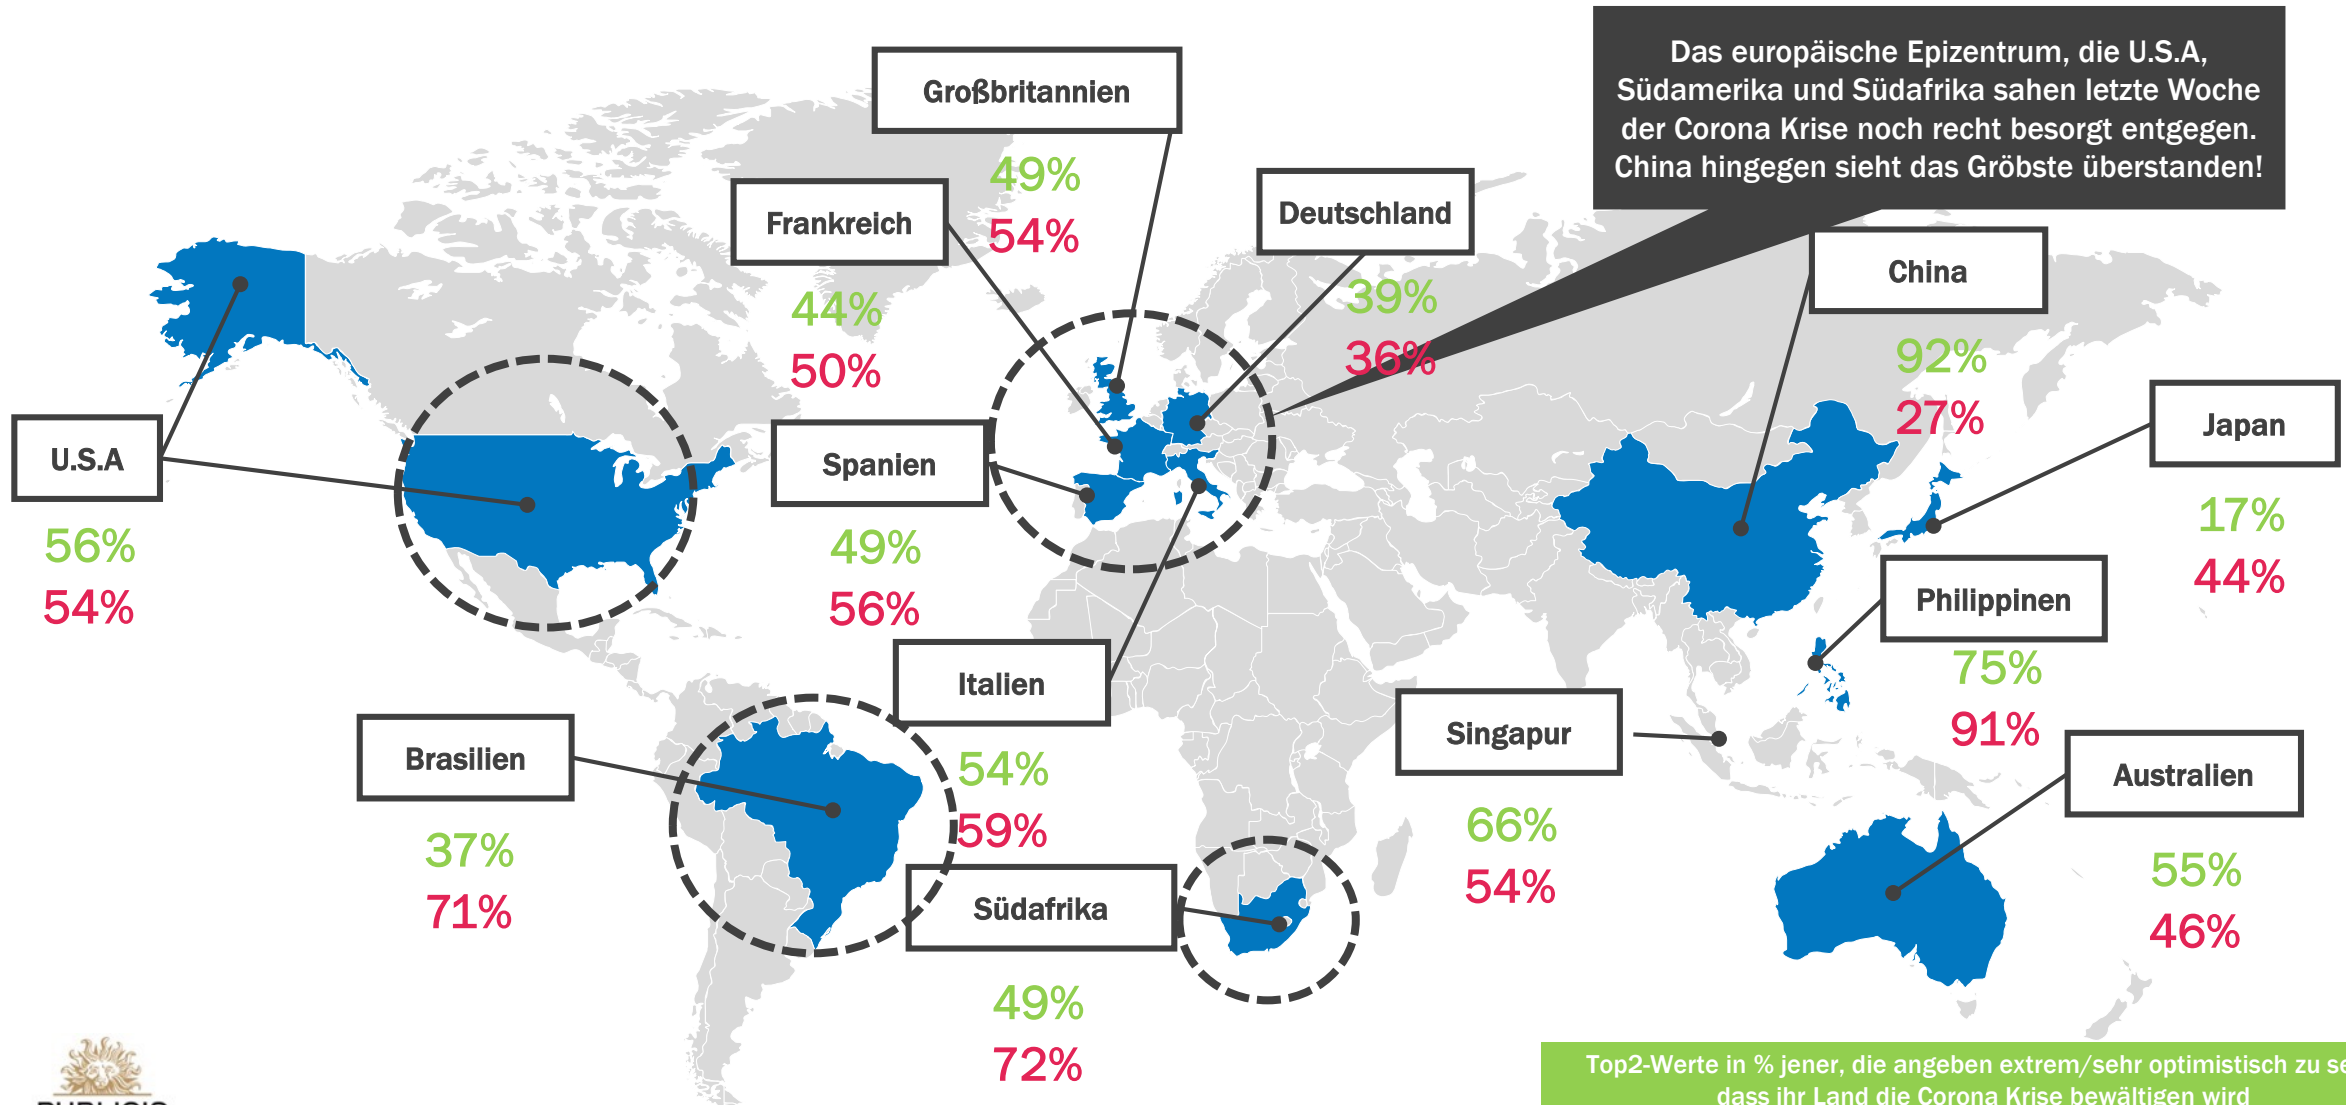 Das europäische Epizentrum, die U.S.A,
Südamerika und Südafrika sahen letzte Woche
der Corona Krise noch recht besorgt entgegen.
China hingegen sieht das Gröbste überstanden!
Großbritannien
49%
54%
Frankreich
44%
50%
Deutschland
39%
36%
China
92%
27%
Japan
17%
44%
U.S.A
56%
54%
Spanien
49%
56%
Philippinen
75%
91%
Italien
54%
59%
Singapur
66%
54%
Brasilien
37%
71%
Australien
55%
46%
Südafrika
49%
72%
Top2-Werte in % jener, die angeben extrem/sehr optimistisch zu se
dass ihr Land die Corona Krise bewältigen wird
PUBLICIS